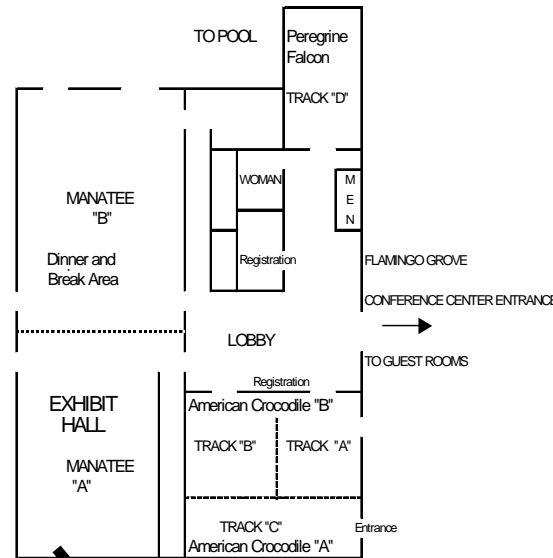 TO POOL
Peregrine
Falcon
TRACK "D"
WOMAN
M
E
N
MANATEE
"B"
Dinner and
Break Area
Registration
FLAMINGO GROVE
CONFERENCE CENTER ENTRANCE
LOBBY
TO GUEST ROOMS
Registration
EXHIBIT
HALL
American Crocodile "B"
TRACK "B"
TRACK "A"
MANATEE
"A"
TRACK "C"
Entrance
American Crocodile "A"